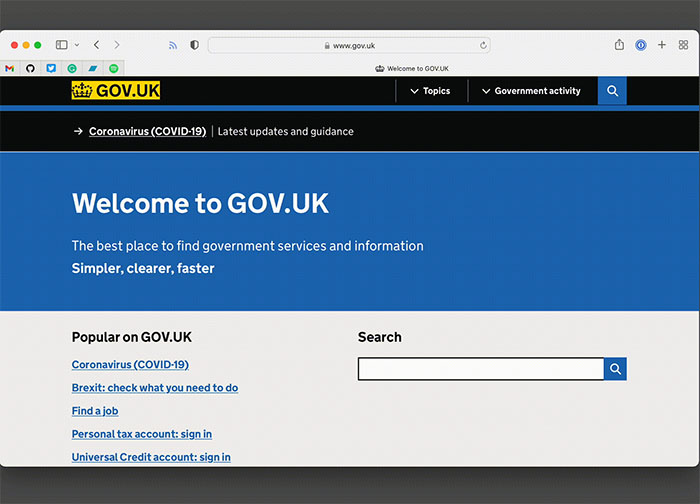 www.gov.uk
Welcome to GOV.UK
GOV.UK
Topics
Government activity
→ Coronavirus (COVID-19) | Latest updates and guidance
Welcome to GOV.UK
The best place to find government services and information
Simpler, clearer, faster
Popular on GOV.UK
Coronavirus (COVID-19)
Brexit: check what you need to do
Find a job
Personal tax account: sign in
Universal Credit account: sign in
Search